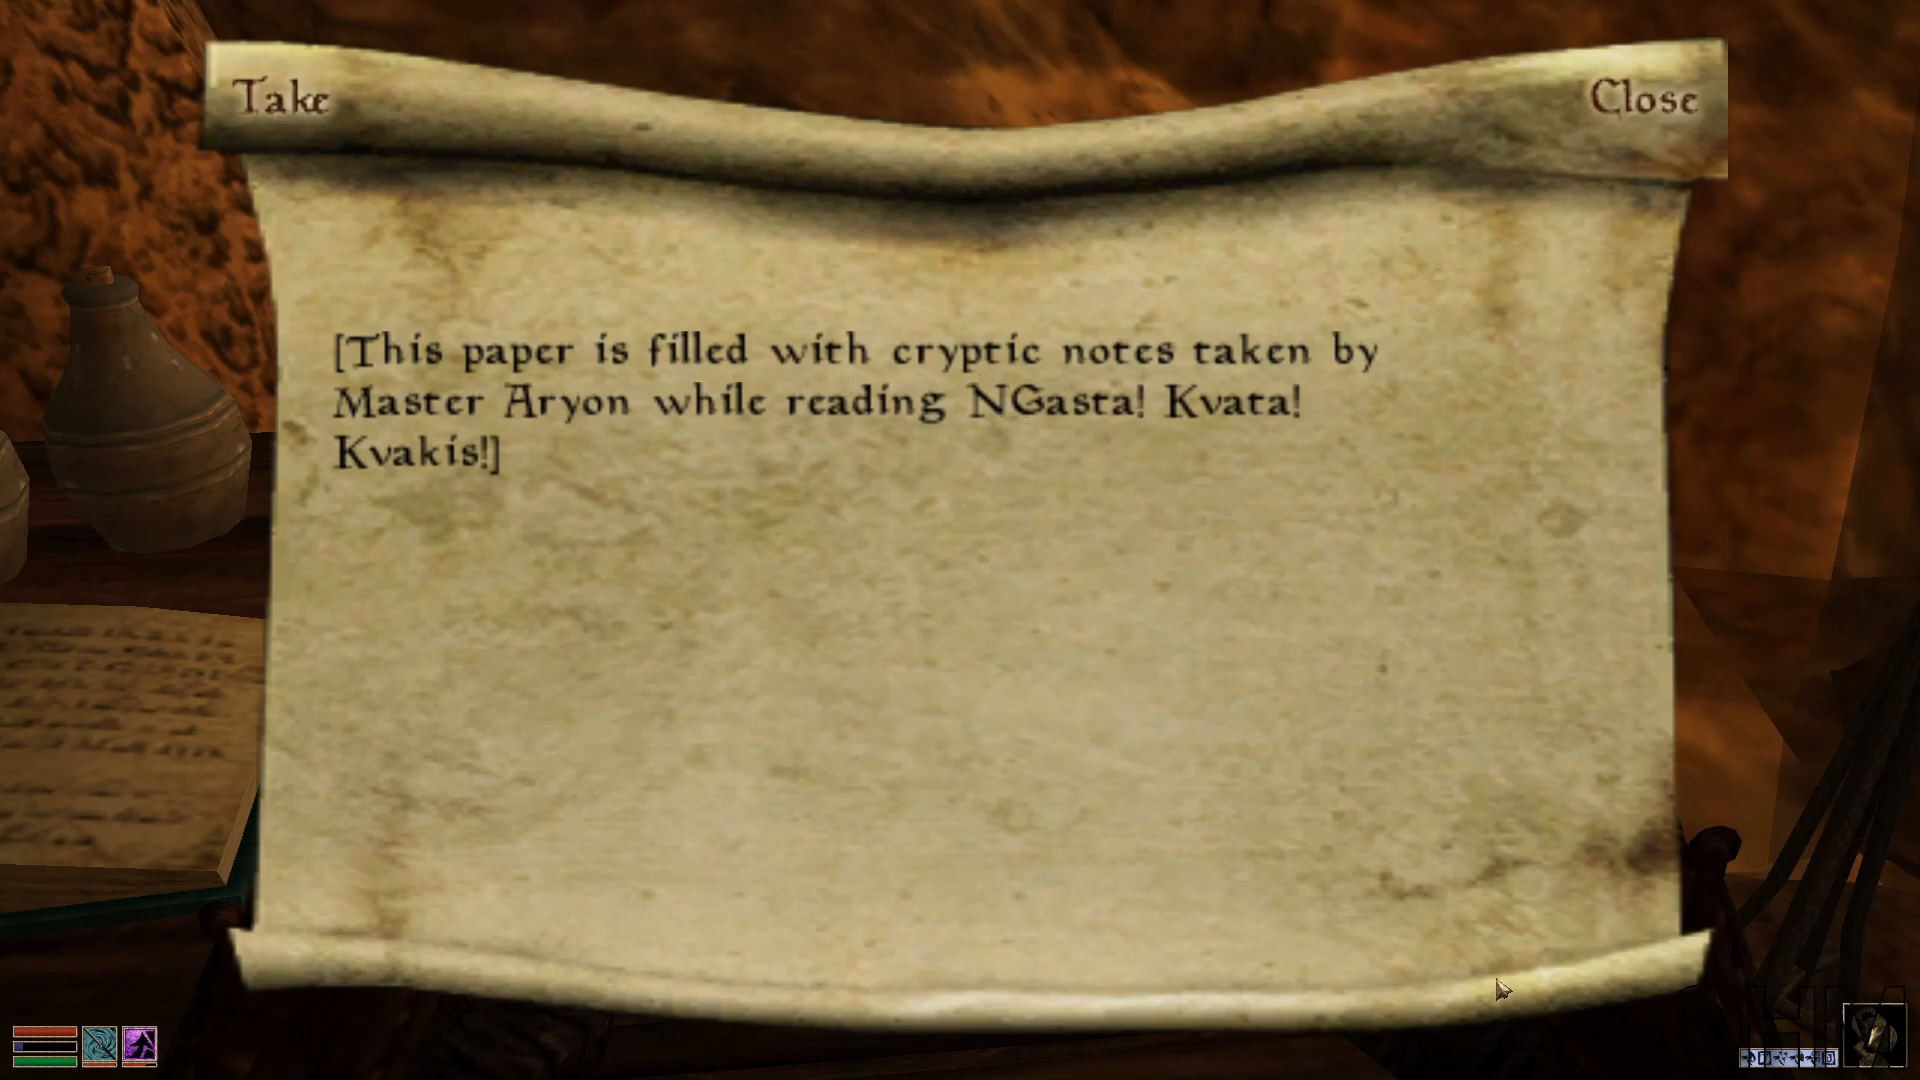 Take
Close
[This paper is filled with cryptic notes taken by
Master Aryon while reading NGasta! Kvata!
Kvakis!]